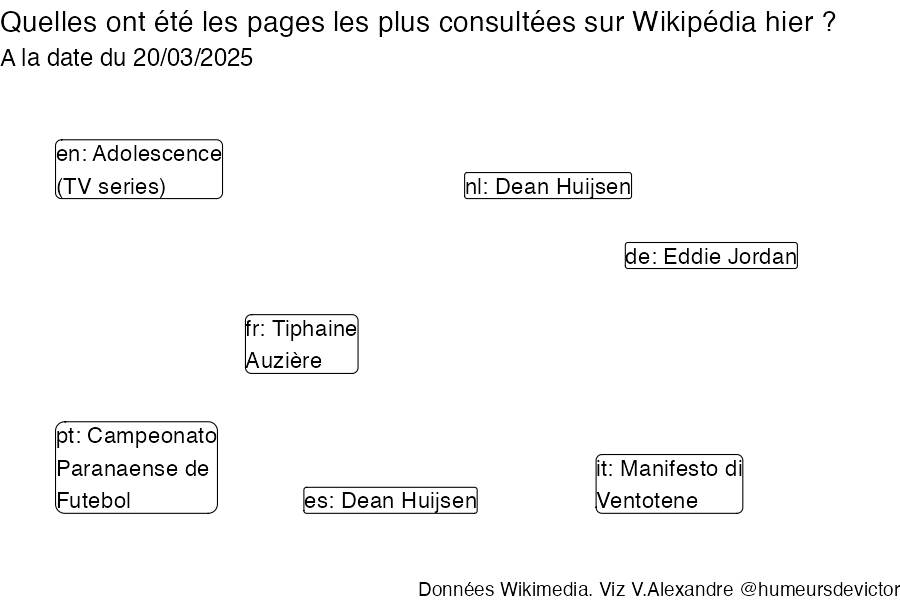 Quelles ont été les pages les plus consultées sur Wikipédia hier ?
A la date du 20/03/2025
en: Adolescence
(TV series)
nl: Dean Huijsen
de: Eddie Jordan
fr: Tiphaine
Auzière
pt: Campeonato
Paranaense de
Futebol
es: Dean Huijsen
it: Manifesto di
Ventotene
Données Wikimedia. Viz V.Alexandre @humeursdevictor